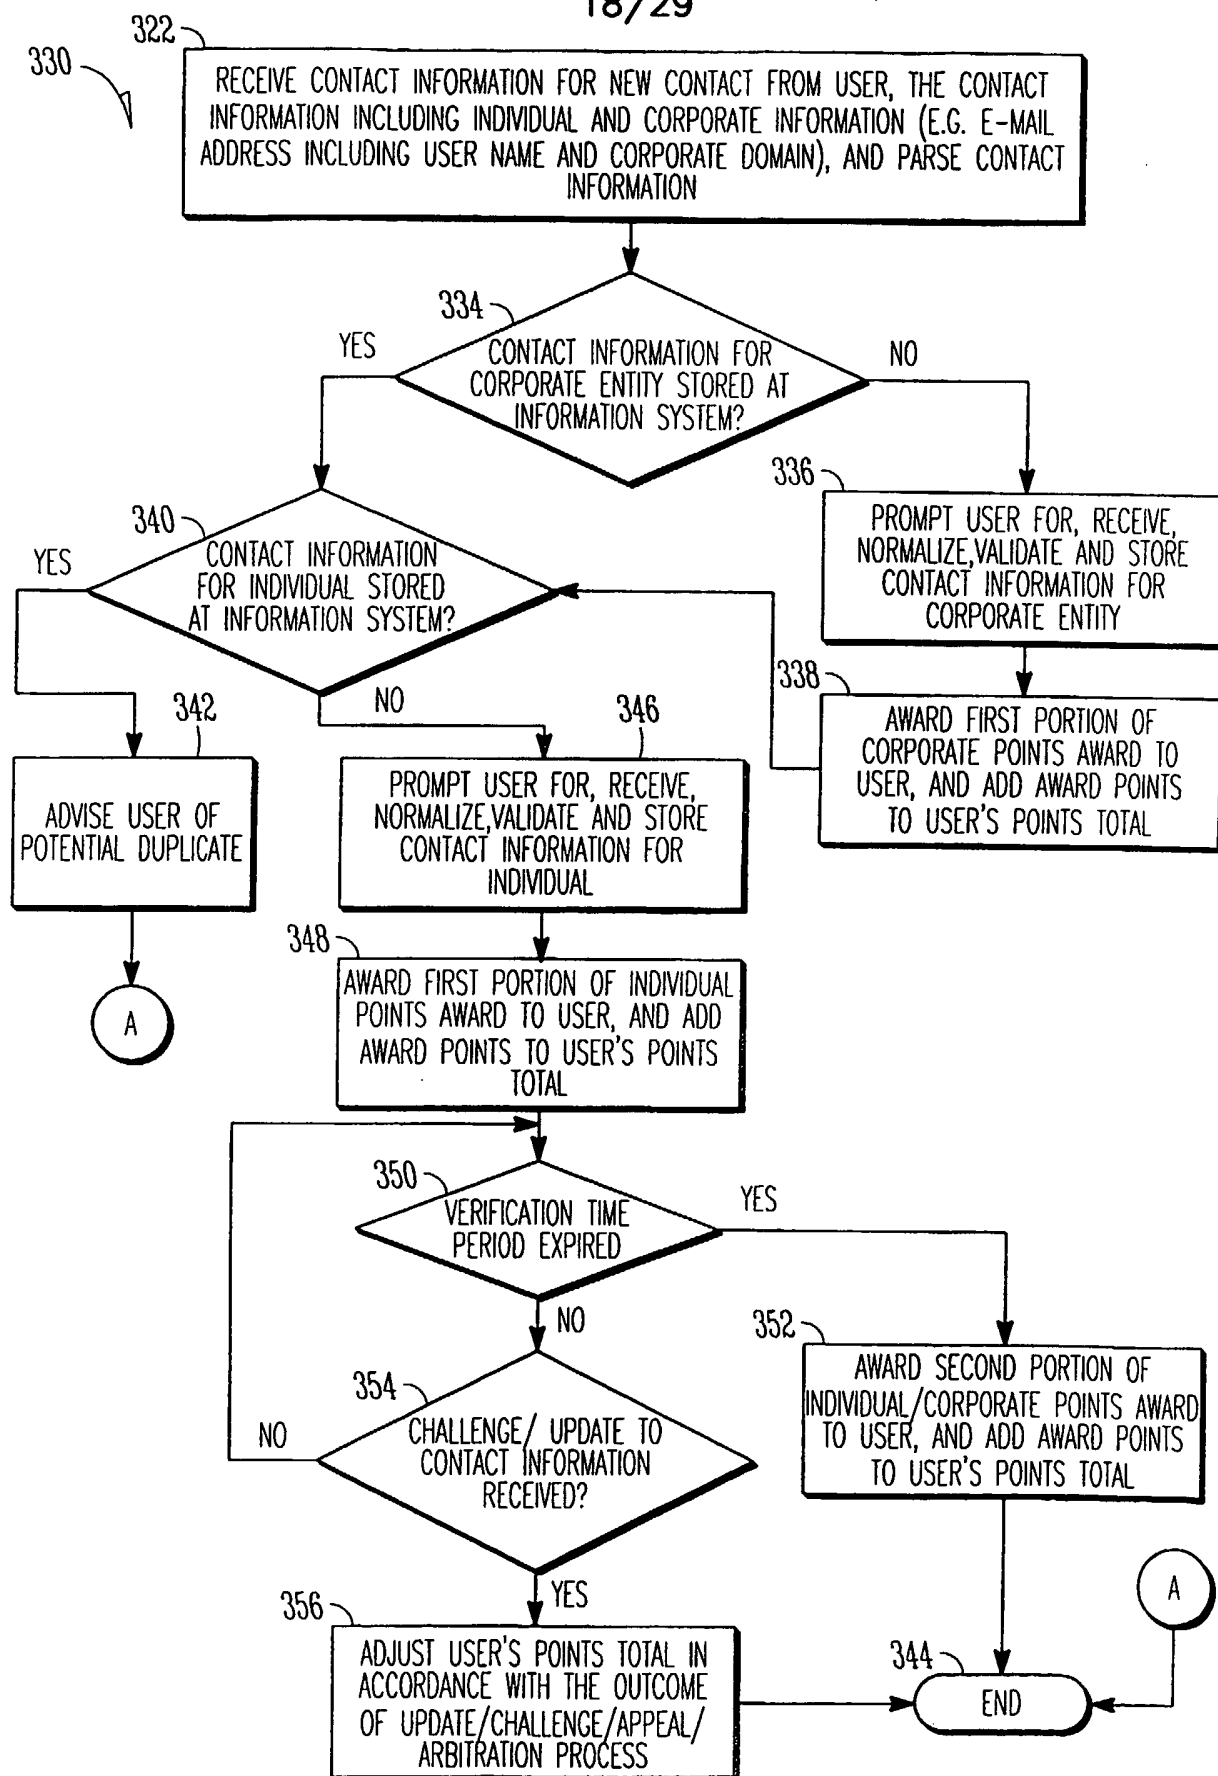 18/29
330
322
RECEIVE CONTACT INFORMATION FOR NEW CONTACT FROM USER, THE CONTACT
INFORMATION INCLUDING INDIVIDUAL AND CORPORATE INFORMATION (E.G. E-MAIL
ADDRESS INCLUDING USER NAME AND CORPORATE DOMAIN), AND PARSE CONTACT
INFORMATION
334
CONTACT INFORMATION FOR
CORPORATE ENTITY STORED AT
INFORMATION SYSTEM?
YES
NO
336
PROMPT USER FOR, RECEIVE,
NORMALIZE,VALIDATE AND STORE
CONTACT INFORMATION FOR
CORPORATE ENTITY
338
AWARD FIRST PORTION OF
CORPORATE POINTS AWARD TO
USER, AND ADD AWARD POINTS
TO USER'S POINTS TOTAL
340
CONTACT INFORMATION
FOR INDIVIDUAL STORED
AT INFORMATION SYSTEM?
YES
NO
342
ADVISE USER OF
POTENTIAL DUPLICATE
A
346
PROMPT USER FOR, RECEIVE,
NORMALIZE,VALIDATE AND STORE
CONTACT INFORMATION FOR
INDIVIDUAL
348
AWARD FIRST PORTION OF INDIVIDUAL
POINTS AWARD TO USER, AND ADD
AWARD POINTS TO USER'S POINTS
TOTAL
350
VERIFICATION TIME
PERIOD EXPIRED
YES
NO
352
AWARD SECOND PORTION OF
INDIVIDUAL/CORPORATE POINTS AWARD
TO USER, AND ADD AWARD POINTS
TO USER'S POINTS TOTAL
354
CHALLENGE/ UPDATE TO
CONTACT INFORMATION
RECEIVED?
NO
YES
356
ADJUST USER'S POINTS TOTAL IN
ACCORDANCE WITH THE OUTCOME
OF UPDATE/CHALLENGE/APPEAL/
ARBITRATION PROCESS
A
344
END